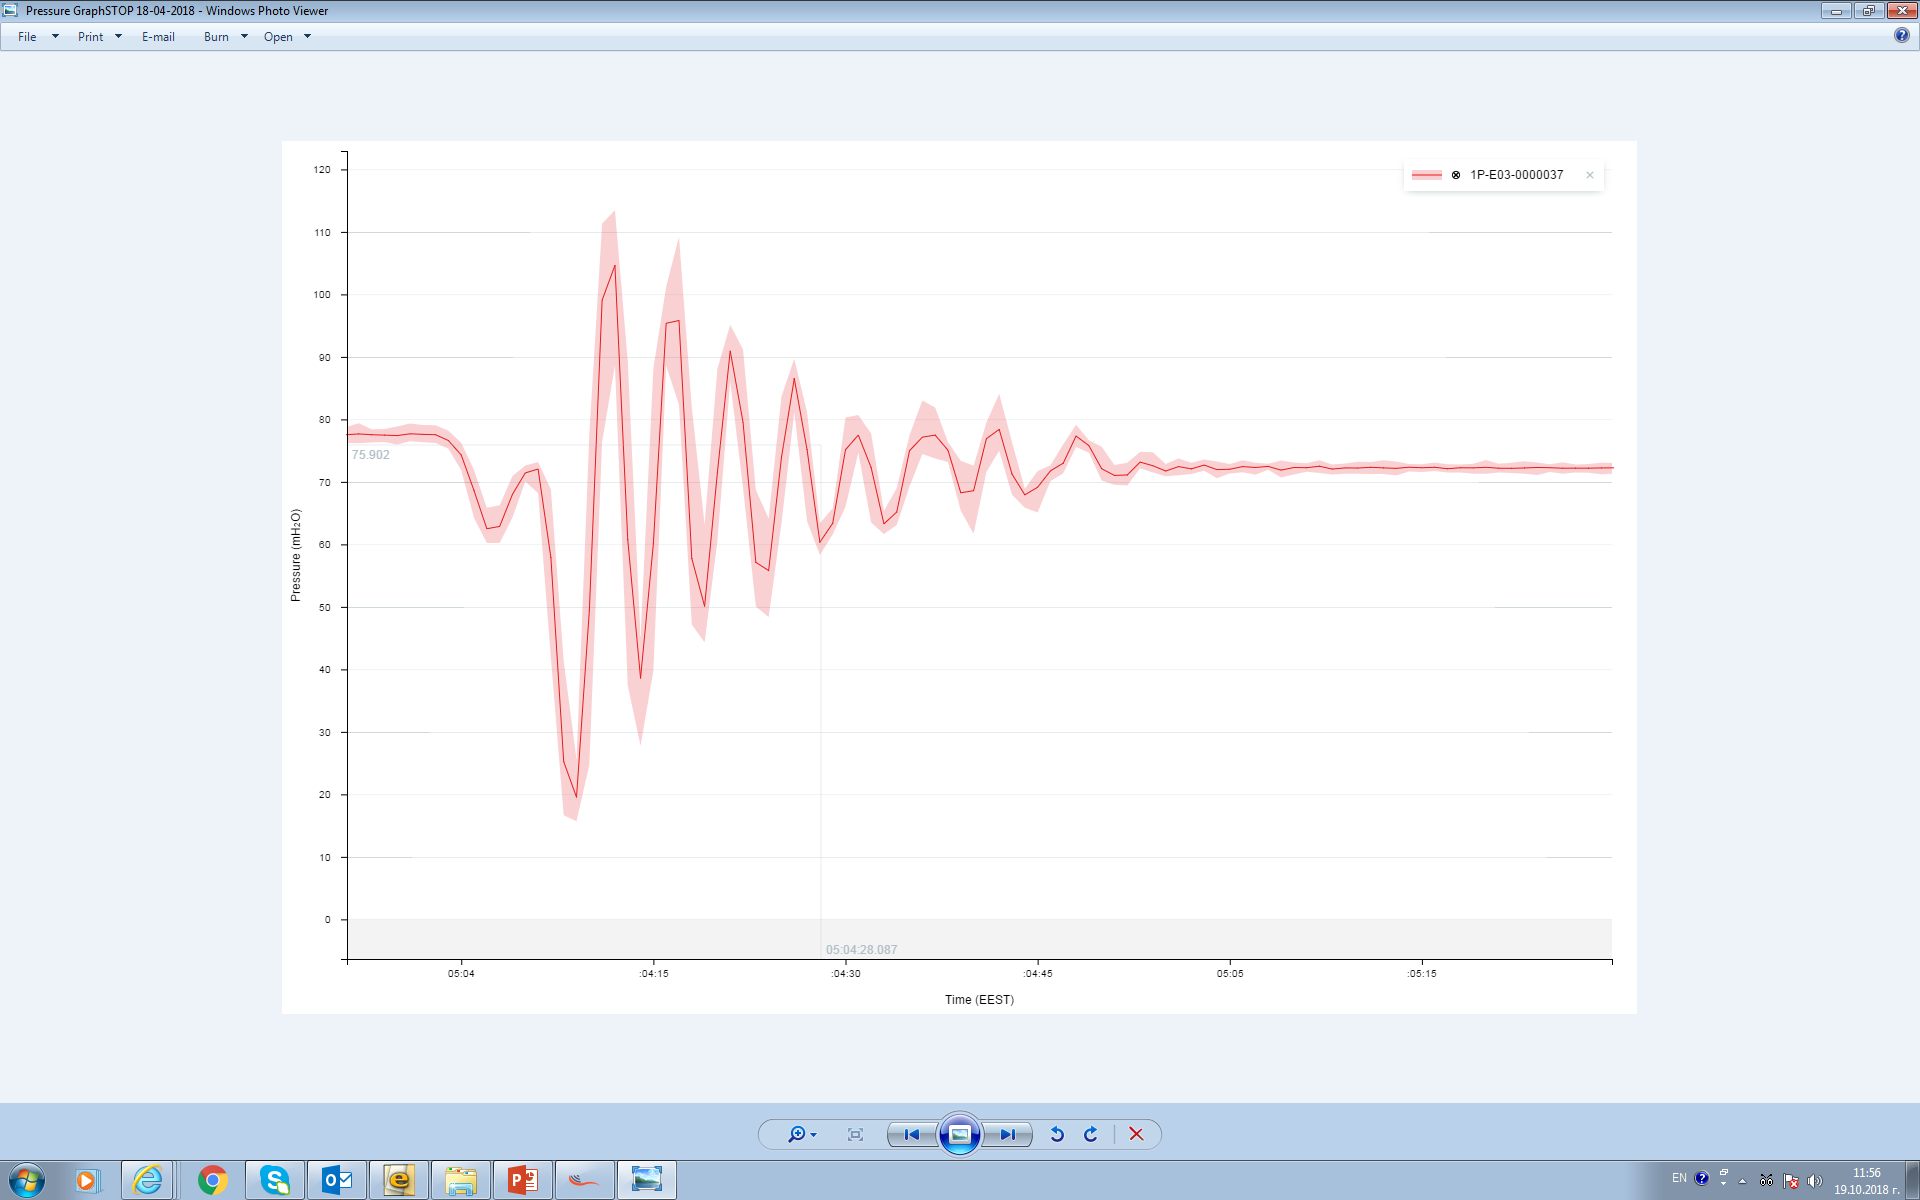 Pressure GraphSTOP 18-04-2018 - Windows Photo Viewer
File Print E-mail Burn Open
120
1P-E03-0000037
110
100
90
80
75.902
70
60
Pressure (mH₂O)
50
40
30
20
10
0
05:04:28.087
05:04 :04:15 :04:30 :04:45 05:05 :05:15
Time (EEST)
EN
11:56
19.10.2018 г.